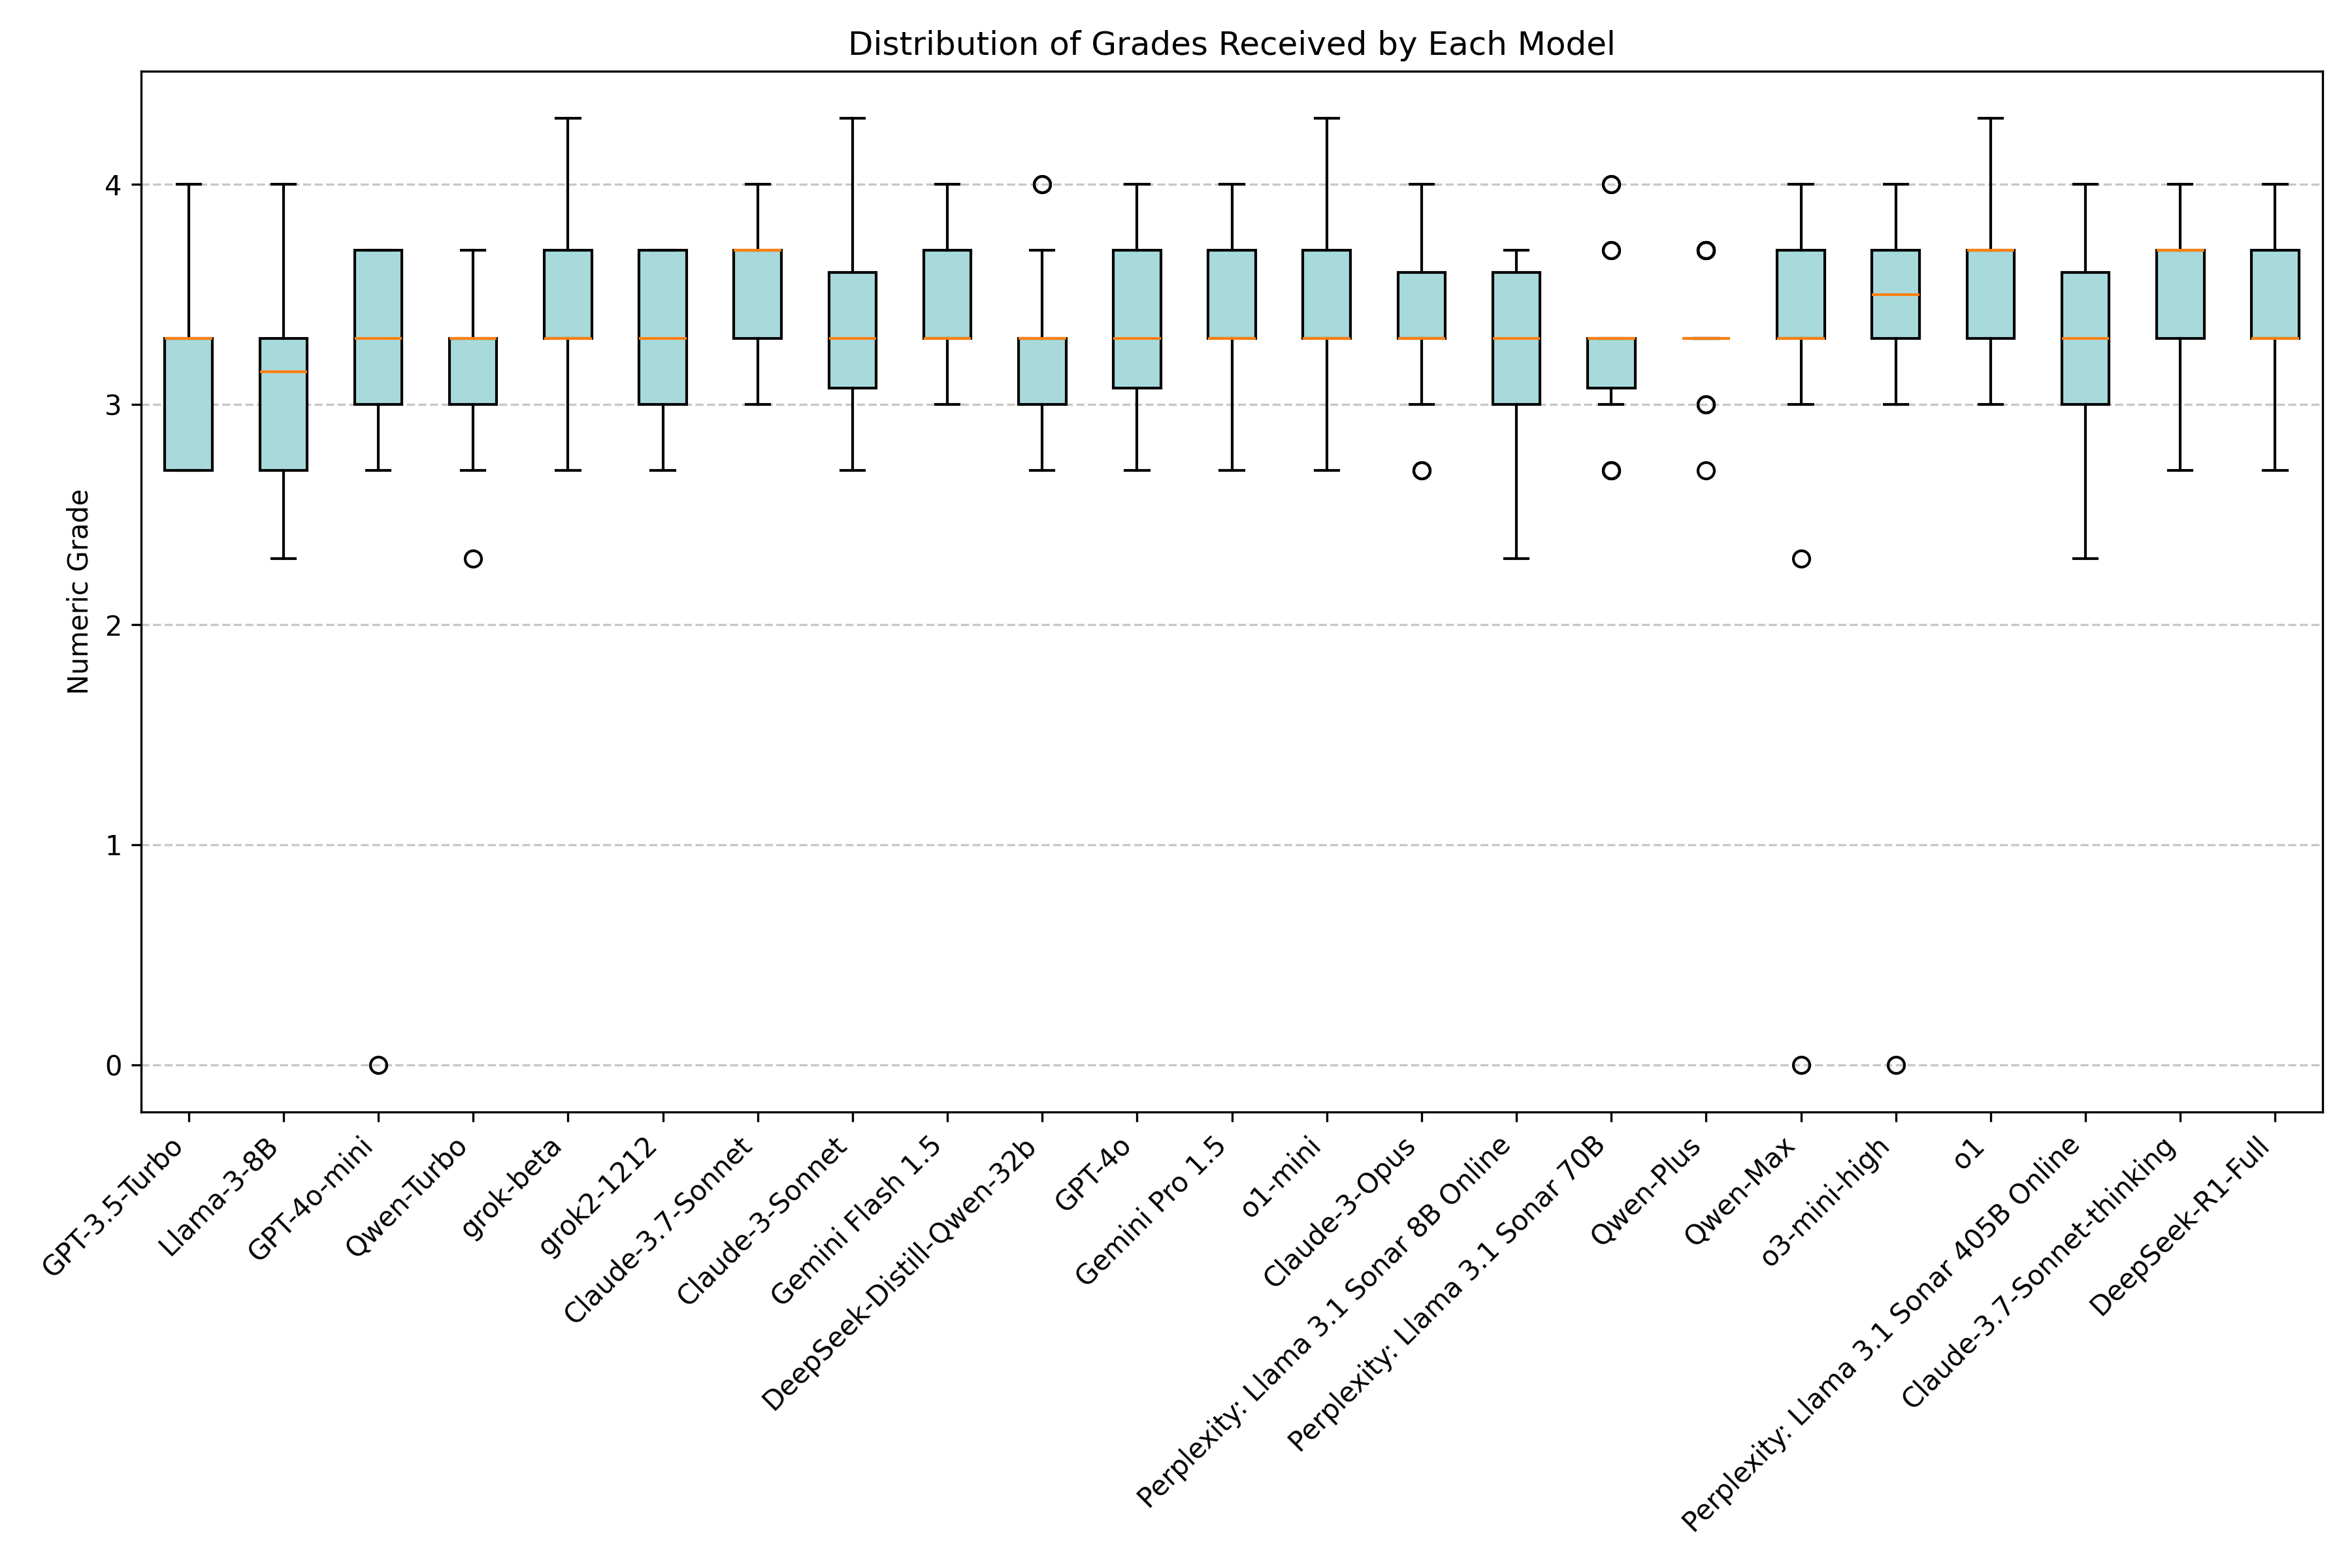 Distribution of Grades Received by Each Model
Numeric Grade
4
3
2
1
0
GPT-3.5-Turbo
Llama-3-8B
GPT-4o-mini
Qwen-Turbo
grok-beta
grok2-1212
Claude-3.7-Sonnet
Claude-3-Sonnet
Gemini Flash 1.5
DeepSeek-Distill-Qwen-32b
GPT-4o
Gemini Pro 1.5
o1-mini
Claude-3-Opus
Perplexity: Llama 3.1 Sonar 8B Online
Perplexity: Llama 3.1 Sonar 70B
Qwen-Plus
Qwen-Max
o3-mini-high
o1
Perplexity: Llama 3.1 Sonar 405B Online
Claude-3.7-Sonnet-thinking
DeepSeek-R1-Full